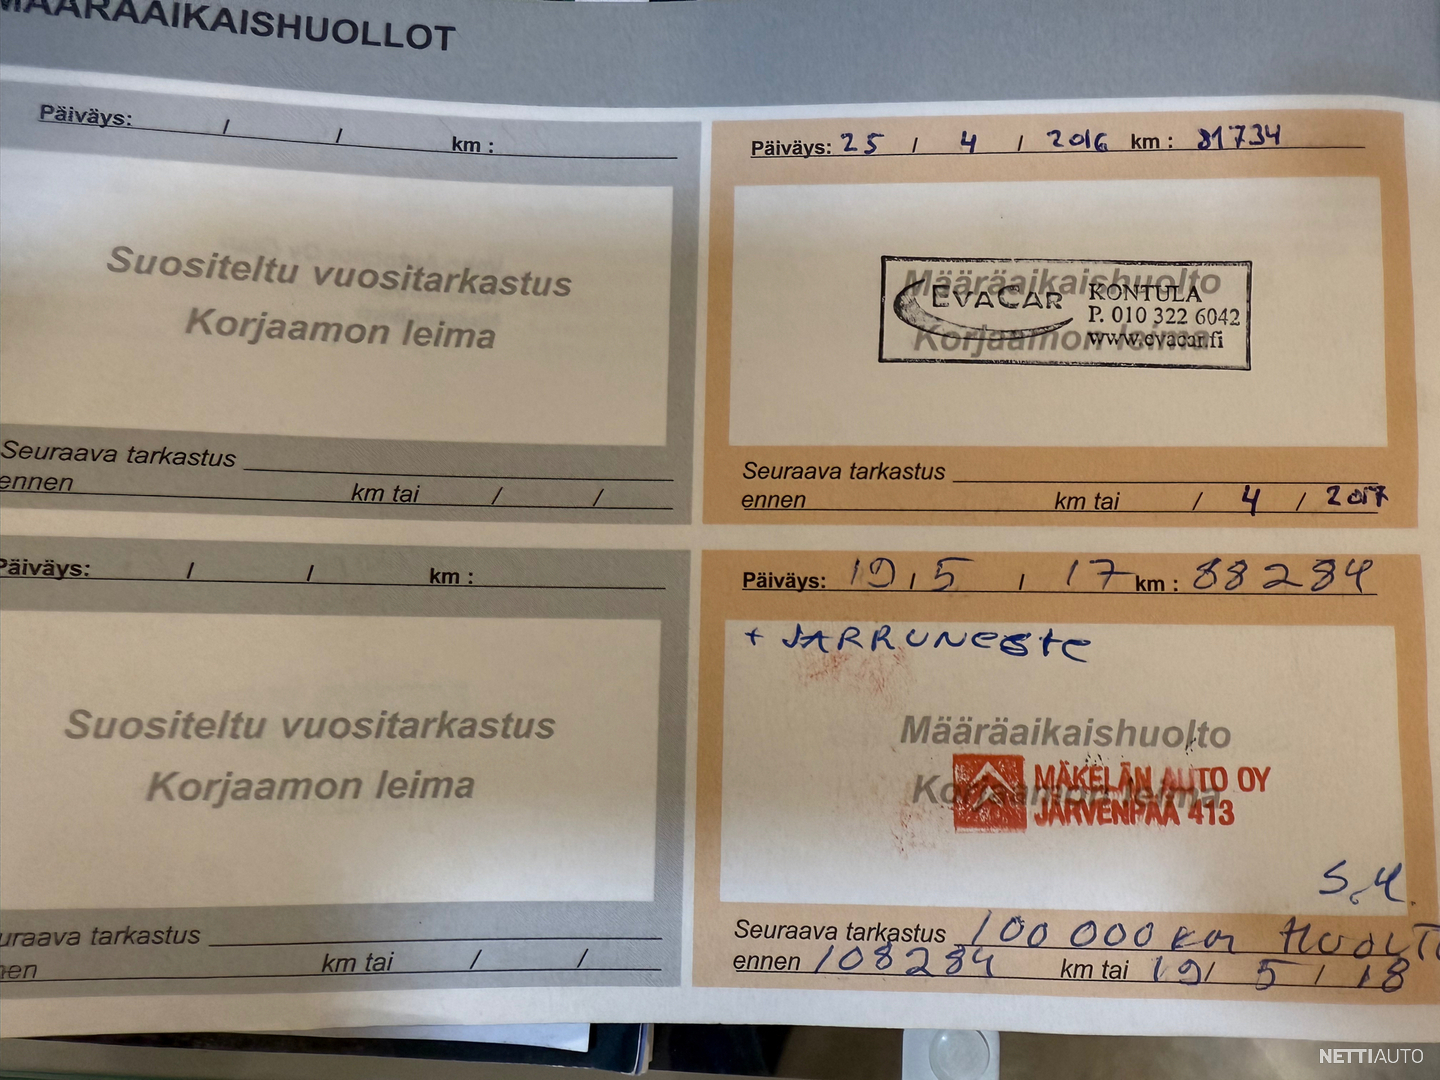 MÄÄRÄAIKAISHUOLLOT
Päiväys: / / km :
Suositeltu vuositarkastus
Korjaamon leima
Seuraava tarkastus
ennen km tai / /
Päiväys: 25 / 4 / 2016 km : 81734
Määräaikaishuolto
Korjaamon leima
EVACAR
KONTULA
P. 010 322 6042
www.evacar.fi
Seuraava tarkastus
ennen km tai / 4 / 2017
Päiväys: / / km :
Suositeltu vuositarkastus
Korjaamon leima
uraava tarkastus
nen km tai / /
Päiväys: 19 / 5 / 17 km : 88284
+ JARRUNESTE
Määräaikaishuolto
Korjaamon leima
MÄKELÄN AUTO OY
JÄRVENPÄÄ 413
S.M
Seuraava tarkastus 100 000 km HUOLTO
ennen 108284 km tai 19 / 5 / 18
NETTIAUTO